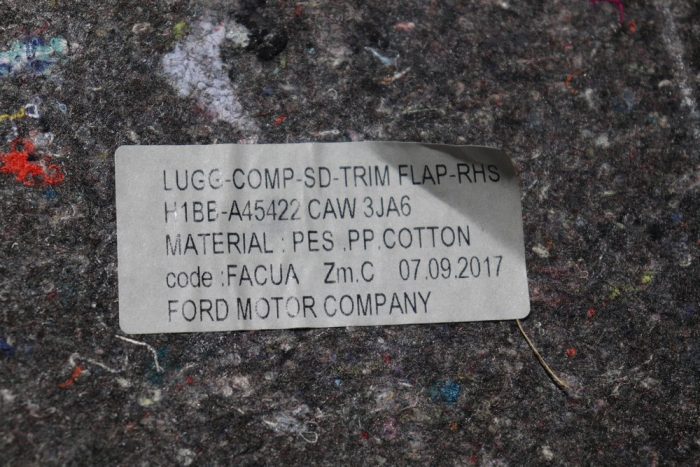 LUGG-COMP-SD-TRIM FLAP-RHS
H1BB-A45422 CAW 3JA6
MATERIAL : PES .PP.COTTON
code :FACUA Zm.C 07.09.2017
FORD MOTOR COMPANY